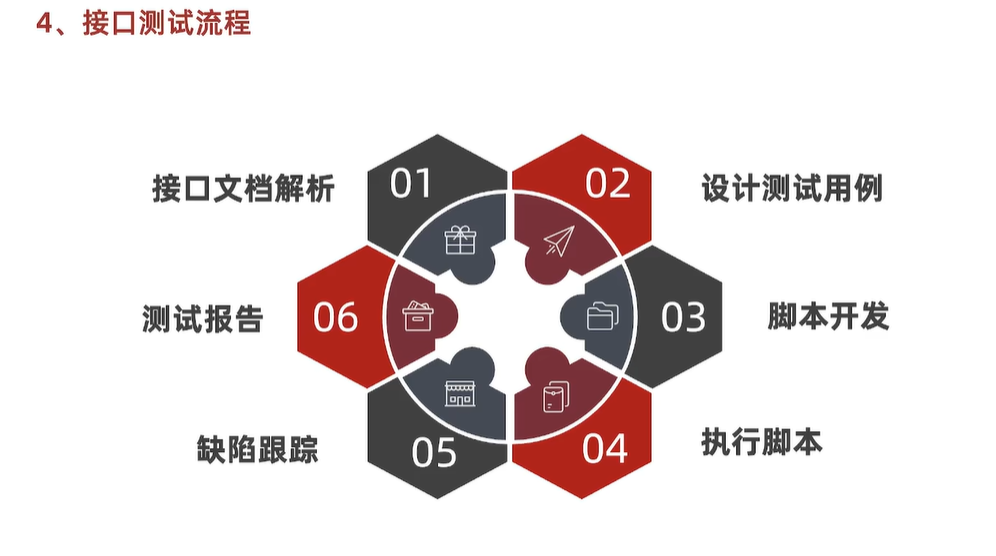 4、接口测试流程
01
接口文档解析
02
设计测试用例
03
脚本开发
04
执行脚本
05
缺陷跟踪
06
测试报告